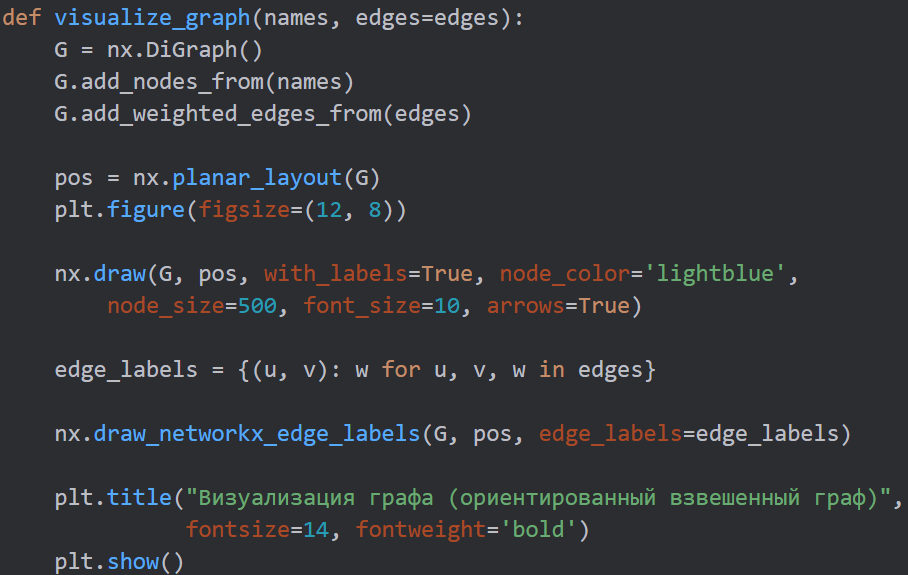 def visualize_graph(names, edges=edges):
    G = nx.DiGraph()
    G.add_nodes_from(names)
    G.add_weighted_edges_from(edges)

    pos = nx.planar_layout(G)
    plt.figure(figsize=(12, 8))

    nx.draw(G, pos, with_labels=True, node_color='lightblue',
        node_size=500, font_size=10, arrows=True)

    edge_labels = {(u, v): w for u, v, w in edges}

    nx.draw_networkx_edge_labels(G, pos, edge_labels=edge_labels)

    plt.title("Визуализация графа (ориентированный взвешенный граф)",
              fontsize=14, fontweight='bold')
    plt.show()